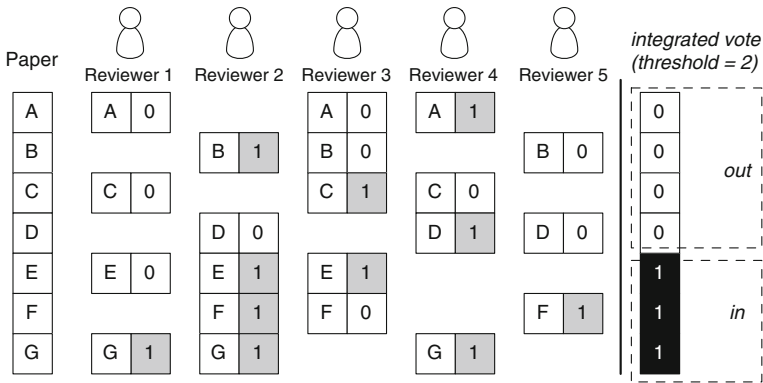 Paper Reviewer 1 Reviewer 2 Reviewer 3 Reviewer 4 Reviewer 5 integrated vote
(threshold = 2)
A A 0 A 0 A 1 0
B B 1 B 0 B 0 0
C C 0 C 1 C 0 0
out
D D 0 D 1 D 0 0
E E 0 E 1 E 1 1
F F 1 F 0 F 1 1 in
G G 1 G 1 G 1 1